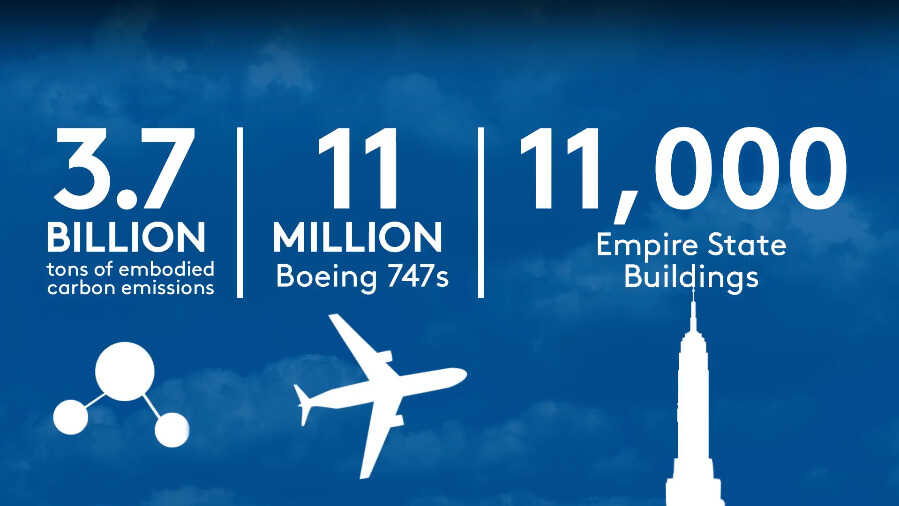 3.7
BILLION
tons of embodied
carbon emissions
11
MILLION
Boeing 747s
11,000
Empire State
Buildings